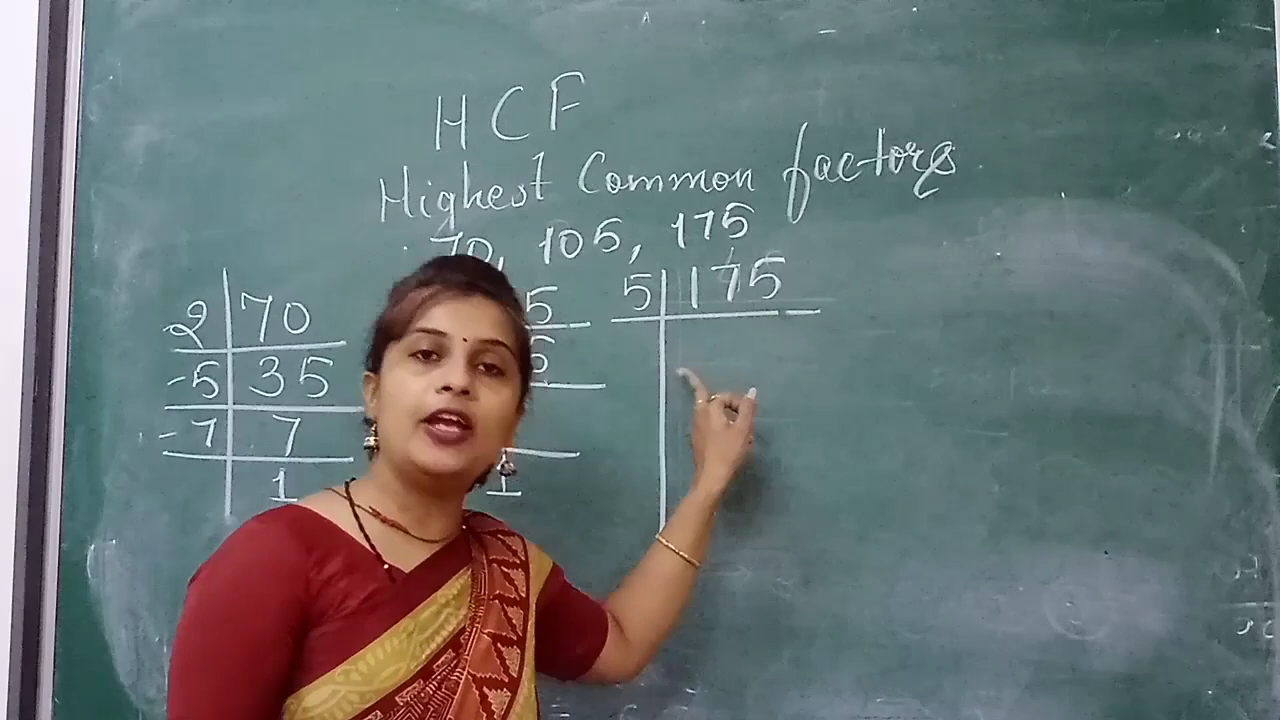 HCF
Highest Common factors
70, 105, 175
2 70
-5 35
-7 7
1
5
5
1
5 175